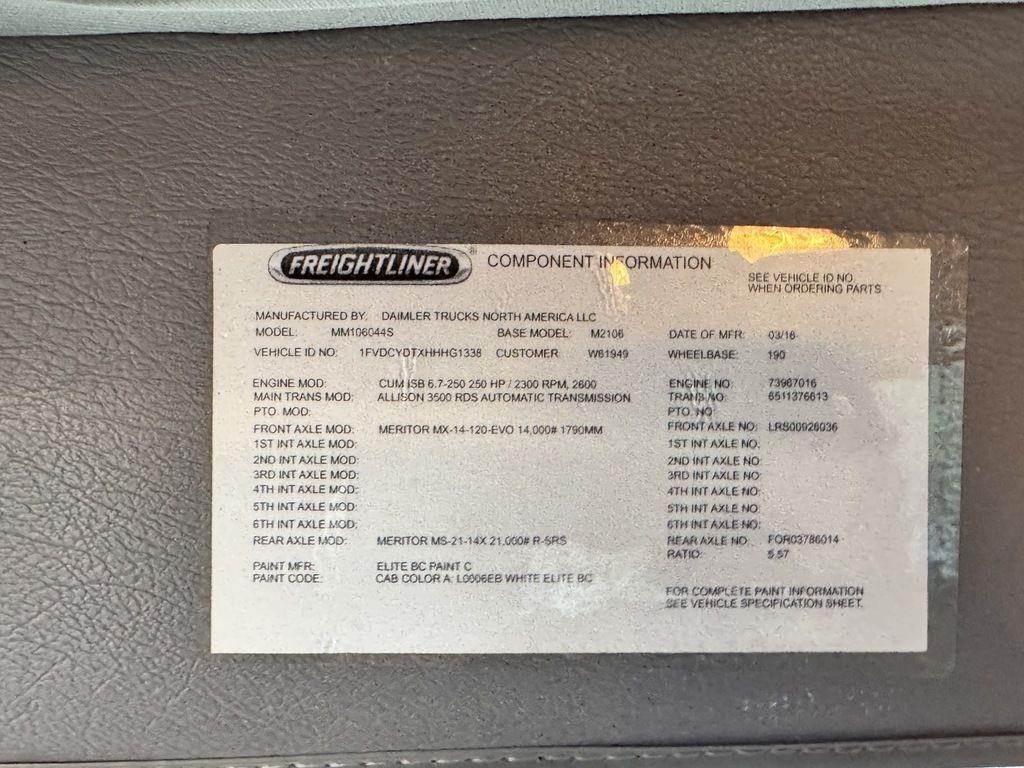 FREIGHTLINER® COMPONENT INFORMATION
SEE VEHICLE ID NO.
WHEN ORDERING PARTS
MANUFACTURED BY: DAIMLER TRUCKS NORTH AMERICA LLC
MODEL: MM106044S BASE MODEL: M2106 DATE OF MFR: 03/16
VEHICLE ID NO: 1FVDCYDTXHHHG1338 CUSTOMER W61949 WHEELBASE: 190
ENGINE MOD: CUM ISB 6.7-250 250 HP / 2300 RPM, 2600 ENGINE NO: 73967016
MAIN TRANS MOD: ALLISON 3500 RDS AUTOMATIC TRANSMISSION TRANS NO: 6511376613
PTO. MOD: PTO. NO:
FRONT AXLE MOD: MERITOR MX-14-120-EVO 14,000# 1790MM FRONT AXLE NO: LRS00926036
1ST INT AXLE MOD: 1ST INT AXLE NO:
2ND INT AXLE MOD: 2ND INT AXLE NO:
3RD INT AXLE MOD: 3RD INT AXLE NO:
4TH INT AXLE MOD: 4TH INT AXLE NO:
5TH INT AXLE MOD: 5TH INT AXLE NO:
6TH INT AXLE MOD: 6TH INT AXLE NO:
REAR AXLE MOD: MERITOR MS-21-14X 21,000# R-SRS REAR AXLE NO: FOR03786014
RATIO: 5.57
PAINT MFR: ELITE BC PAINT C
PAINT CODE: CAB COLOR A: L0006EB WHITE ELITE BC
FOR COMPLETE PAINT INFORMATION
SEE VEHICLE SPECIFICATION SHEET.